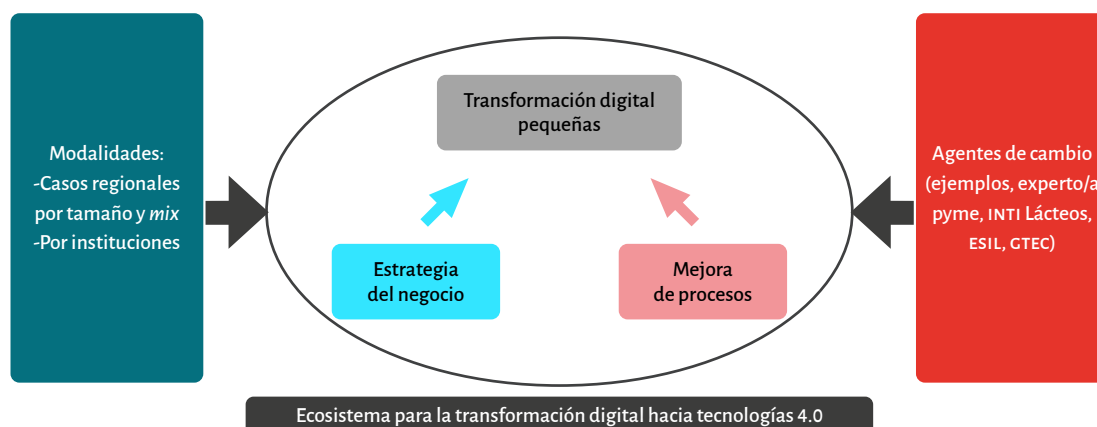 Modalidades:
-Casos regionales
por tamaño y mix
-Por instituciones
Transformación digital
pequeñas
Estrategia
del negocio
Mejora
de procesos
Agentes de cambio
(ejemplos, experto/a
pyme, INTI Lácteos,
ESIL, GTEC)
Ecosistema para la transformación digital hacia tecnologías 4.0